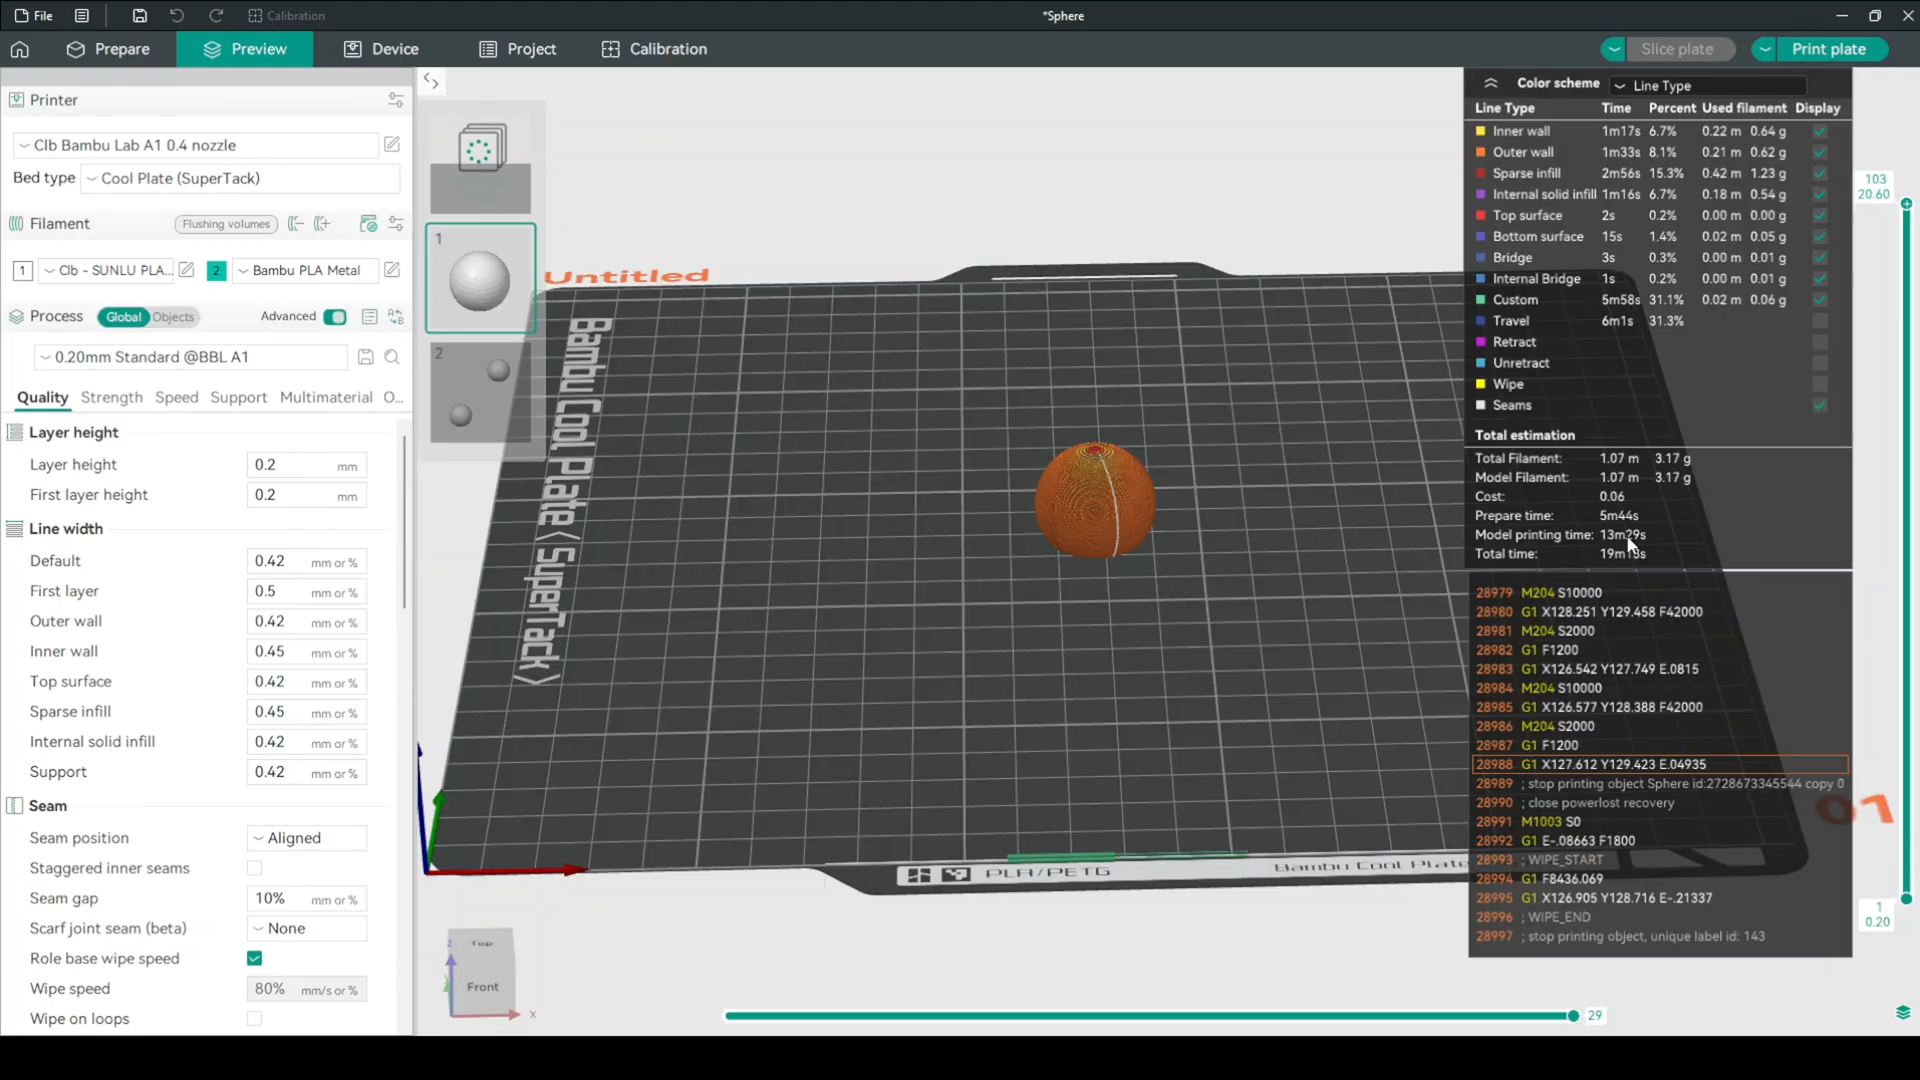 File
Calibration
*Sphere
Prepare
Preview
Device
Project
Calibration
Slice plate
Print plate
Printer
Clb Bambu Lab A1 0.4 nozzle
Bed type
Cool Plate (SuperTack)
Filament
Flushing volumes
1
Clb - SUNLU PLA...
2
Bambu PLA Metal
Process
Global
Objects
Advanced
0.20mm Standard @BBL A1
Quality
Strength
Speed
Support
Multimaterial
O...
Layer height
Layer height 0.2 mm
First layer height 0.2 mm
Line width
Default 0.42 mm or %
First layer 0.5 mm or %
Outer wall 0.42 mm or %
Inner wall 0.45 mm or %
Top surface 0.42 mm or %
Sparse infill 0.45 mm or %
Internal solid infill 0.42 mm or %
Support 0.42 mm or %
Seam
Seam position Aligned
Staggered inner seams
Seam gap 10% mm or %
Scarf joint seam (beta) None
Role base wipe speed
Wipe speed 80% mm/s or %
Wipe on loops
1
2
Untitled
Bambu Cool Plate (SuperTack)
PLA/PETG
Bambu Cool Plate
01
Z
Top
Front
X
29
Color scheme Line Type
Line Type Time Percent Used filament Display
Inner wall 1m17s 6.7% 0.22 m 0.64 g
Outer wall 1m33s 8.1% 0.21 m 0.62 g
Sparse infill 2m56s 15.3% 0.42 m 1.23 g
Internal solid infill 1m16s 6.7% 0.18 m 0.54 g
Top surface 2s 0.2% 0.00 m 0.00 g
Bottom surface 15s 1.4% 0.02 m 0.05 g
Bridge 3s 0.3% 0.00 m 0.01 g
Internal Bridge 1s 0.2% 0.00 m 0.01 g
Custom 5m58s 31.1% 0.02 m 0.06 g
Travel 6m1s 31.3%
Retract
Unretract
Wipe
Seams
Total estimation
Total Filament: 1.07 m 3.17 g
Model Filament: 1.07 m 3.17 g
Cost: 0.06
Prepare time: 5m44s
Model printing time: 13m29s
Total time: 19m13s
28979 M204 S10000
28980 G1 X128.251 Y129.458 F42000
28981 M204 S2000
28982 G1 F1200
28983 G1 X126.542 Y127.749 E.0815
28984 M204 S10000
28985 G1 X126.577 Y128.388 F42000
28986 M204 S2000
28987 G1 F1200
28988 G1 X127.612 Y129.423 E.04935
28989 ; stop printing object Sphere id:2728673345544 copy 0
28990 ; close powerlost recovery
28991 M1003 S0
28992 G1 E-.08663 F1800
28993 ; WIPE_START
28994 G1 F8436.069
28995 G1 X126.905 Y128.716 E-.21337
28996 ; WIPE_END
28997 ; stop printing object, unique label id: 143
103
20.60
1
0.20